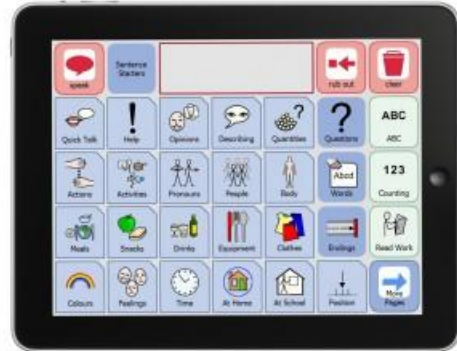 Sentence
Starters
speak
rub out
clear
Quick Talk
Help
Opinions
Describing
Quantities
Questions
ABC
ABC
Actions
Activities
Pronouns
People
Body
Abcd
Words
123
Counting
Meals
Snacks
Drinks
Equipment
Clothes
Endings
Read Work
Colours
Feelings
Time
At Home
At School
Position
More
Pages